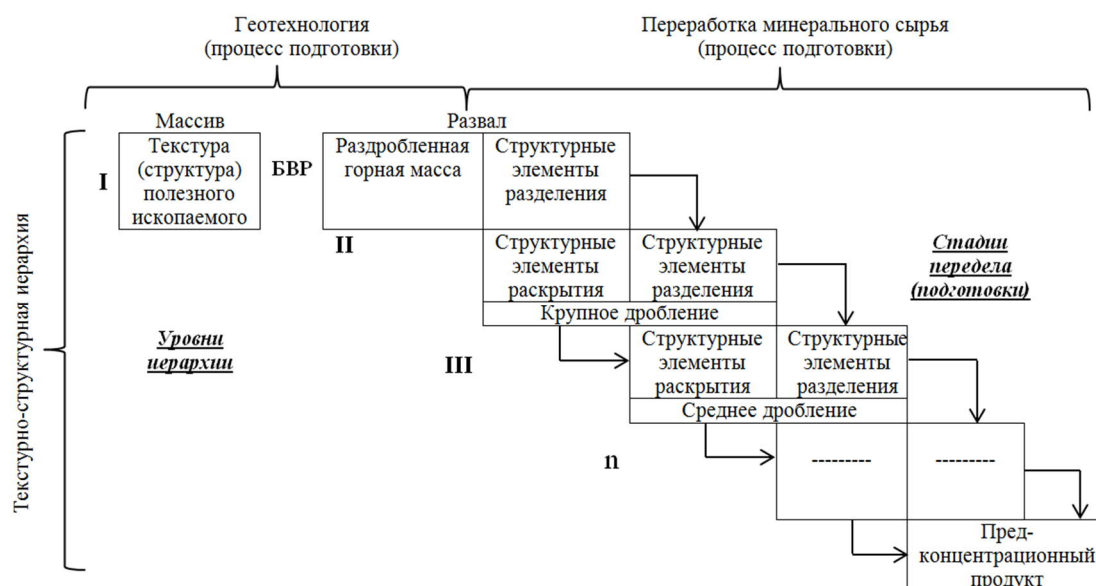 Геотехнология
(процесс подготовки)
Переработка минерального сырья
(процесс подготовки)
Массив
Развал
I
Текстура
(структура)
полезного
ископаемого
БВР
Раздробленная
горная масса
Структурные
элементы
разделения
II
Структурные
элементы
раскрытия
Структурные
элементы
разделения
Крупное дробление
Стадии
передела
(подготовки)
Уровни
иерархии
III
Структурные
элементы
раскрытия
Структурные
элементы
разделения
Среднее дробление
n
---------
---------
Пред-
концентрационный
продукт
Текстурно-структурная иерархия